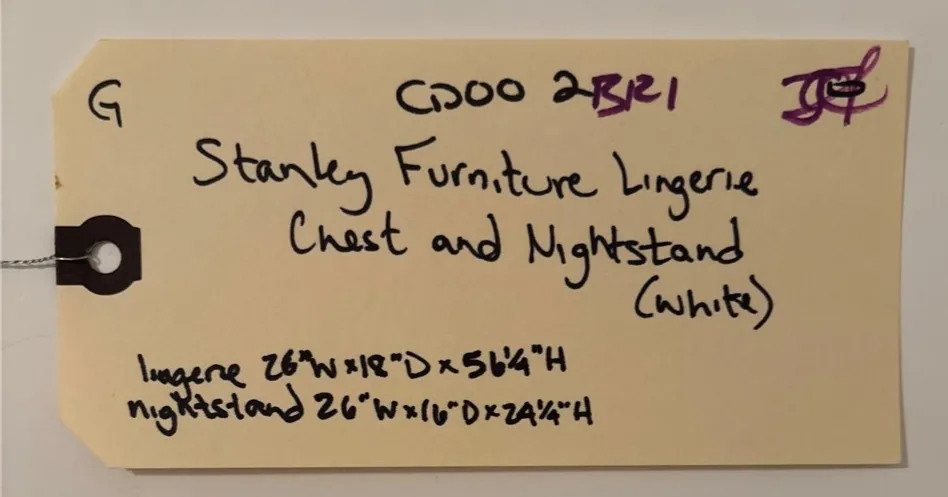 G CD00 2BR1
Stanley Furniture Lingerie
Chest and Nightstand
(white)
lingerie 26"W x 18"D x 56¼"H
nightstand 26"W x 16"D x 24¼"H